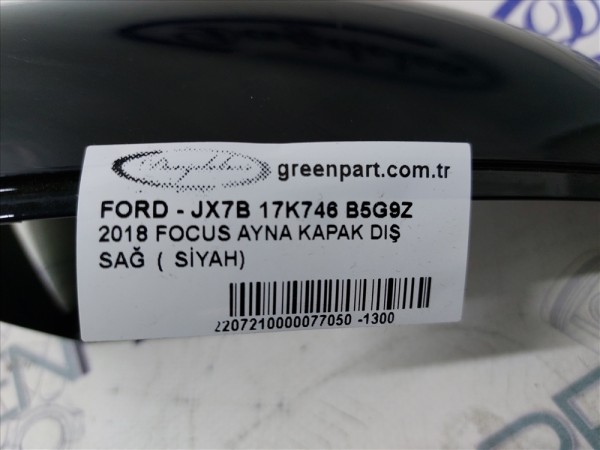 greenpart.com.tr
FORD - JX7B 17K746 B5G9Z
2018 FOCUS AYNA KAPAK DIŞ
SAĞ ( SİYAH)
2207210000077050 -1300